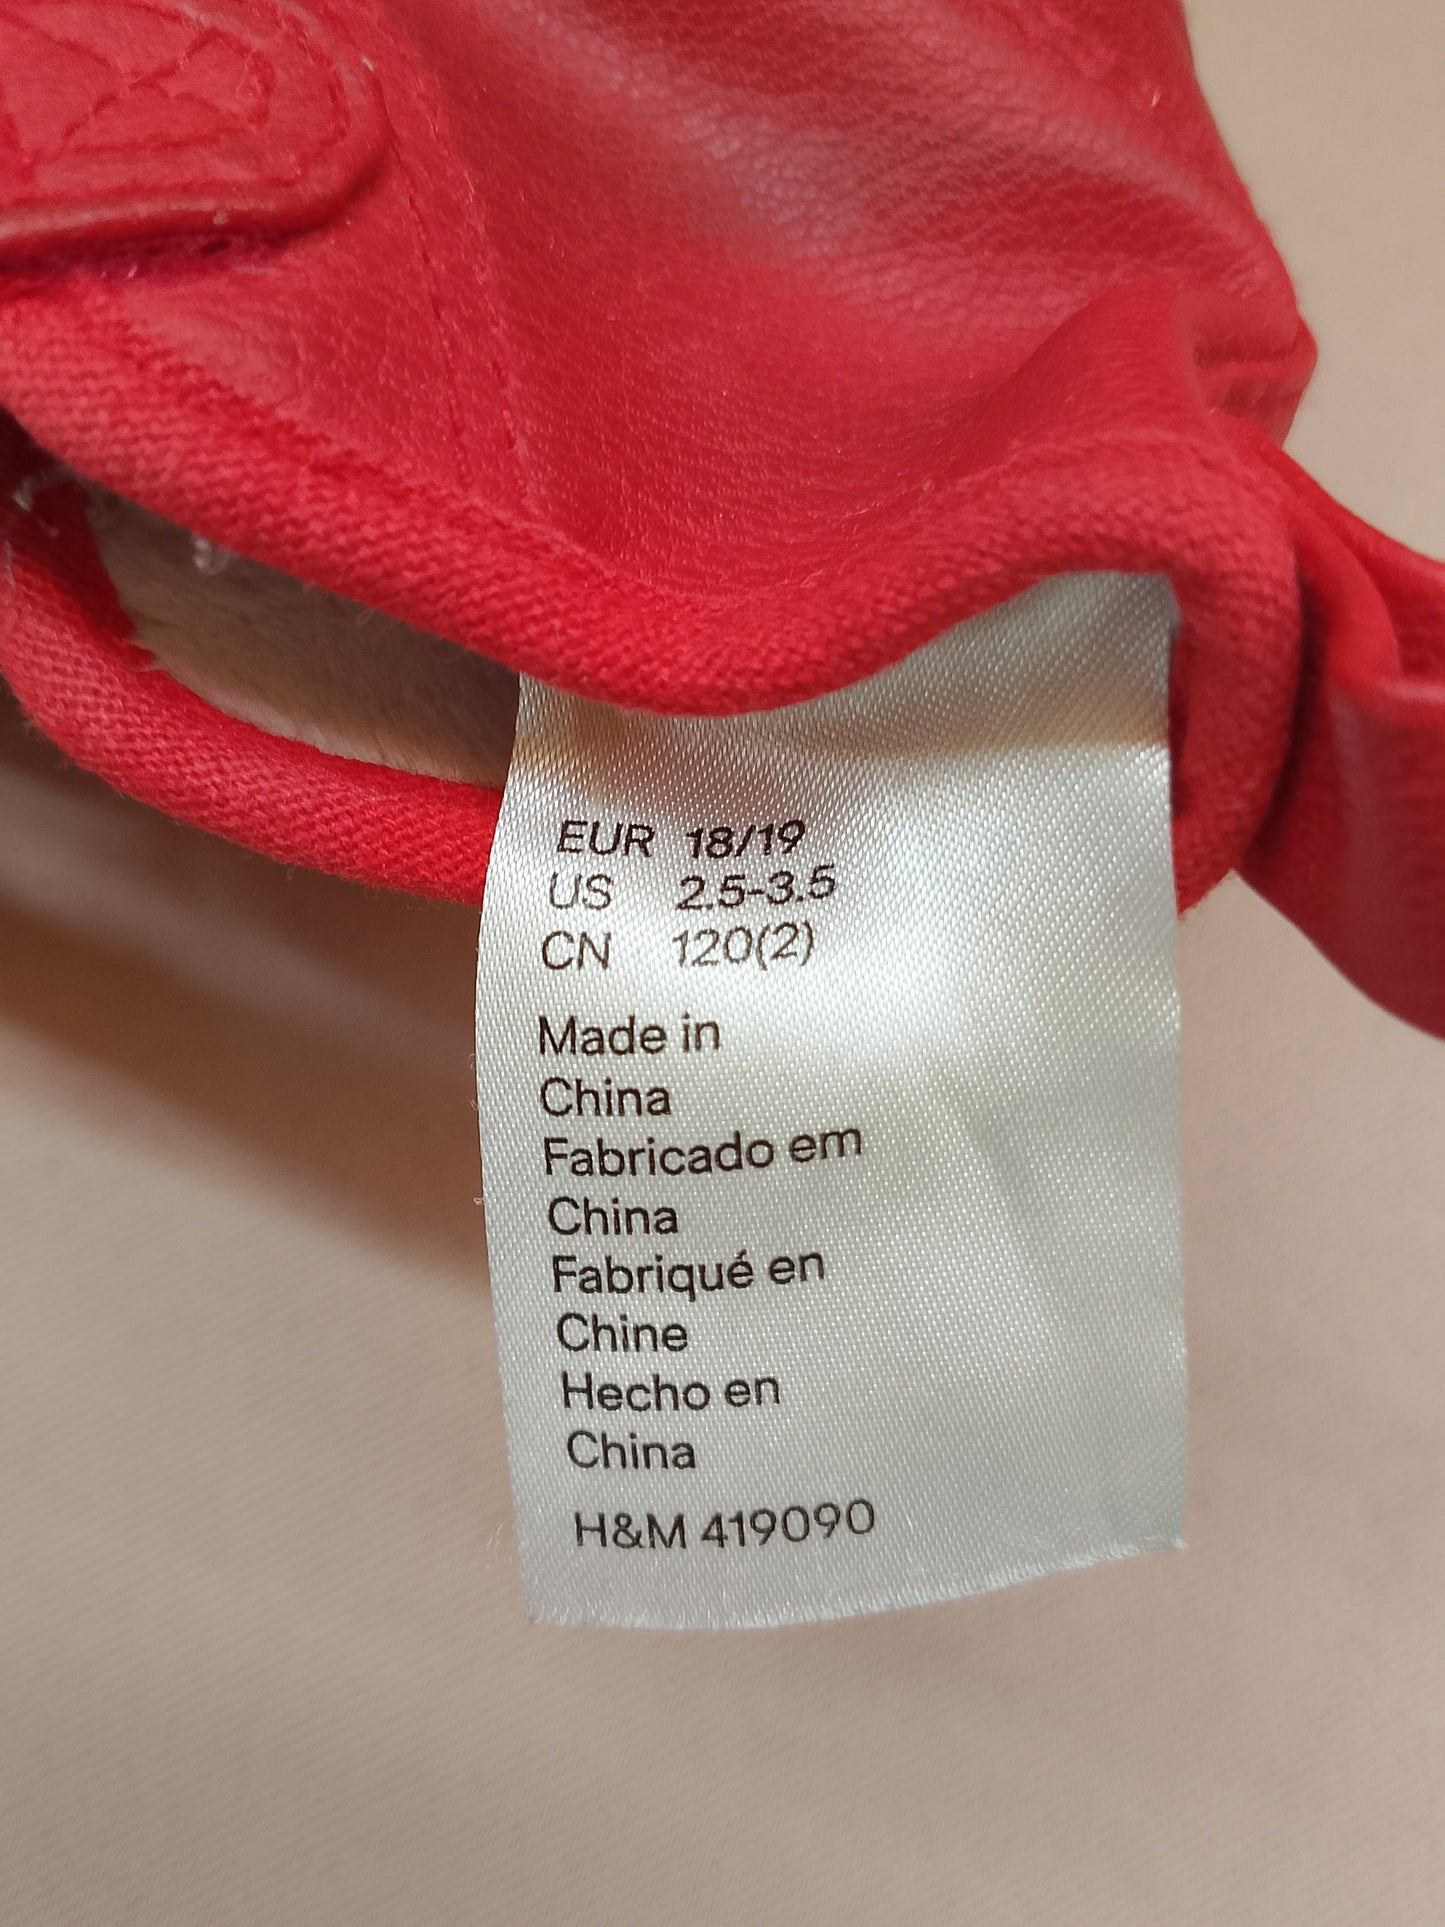 EUR 18/19
US 2.5-3.5
CN 120(2)
Made in
China
Fabricado em
China
Fabriqué en
Chine
Hecho en
China
H&M 419090